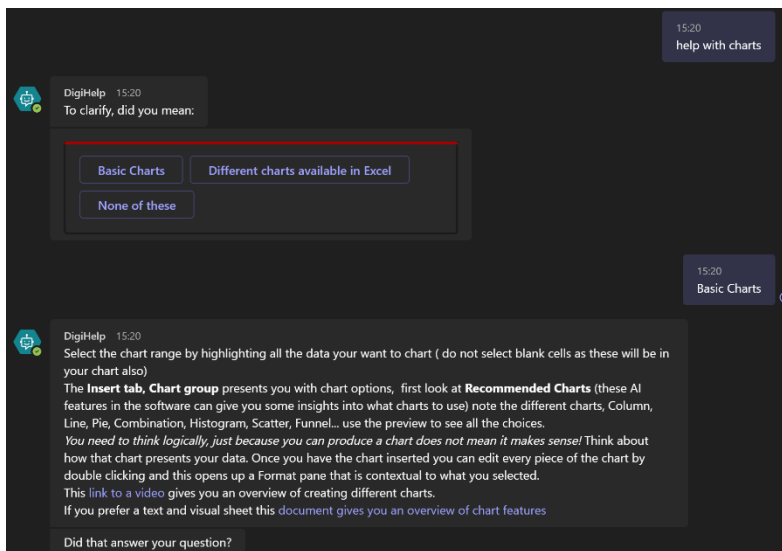 15:20
help with charts
DigiHelp 15:20
To clarify, did you mean:
Basic Charts
Different charts available in Excel
None of these
15:20
Basic Charts
DigiHelp 15:20
Select the chart range by highlighting all the data your want to chart ( do not select blank cells as these will be in
your chart also)
The Insert tab, Chart group presents you with chart options, first look at Recommended Charts (these AI
features in the software can give you some insights into what charts to use) note the different charts, Column,
Line, Pie, Combination, Histogram, Scatter, Funnel... use the preview to see all the choices.
You need to think logically, just because you can produce a chart does not mean it makes sense! Think about
how that chart presents your data. Once you have the chart inserted you can edit every piece of the chart by
double clicking and this opens up a Format pane that is contextual to what you selected.
This link to a video gives you an overview of creating different charts.
If you prefer a text and visual sheet this document gives you an overview of chart features
Did that answer your question?